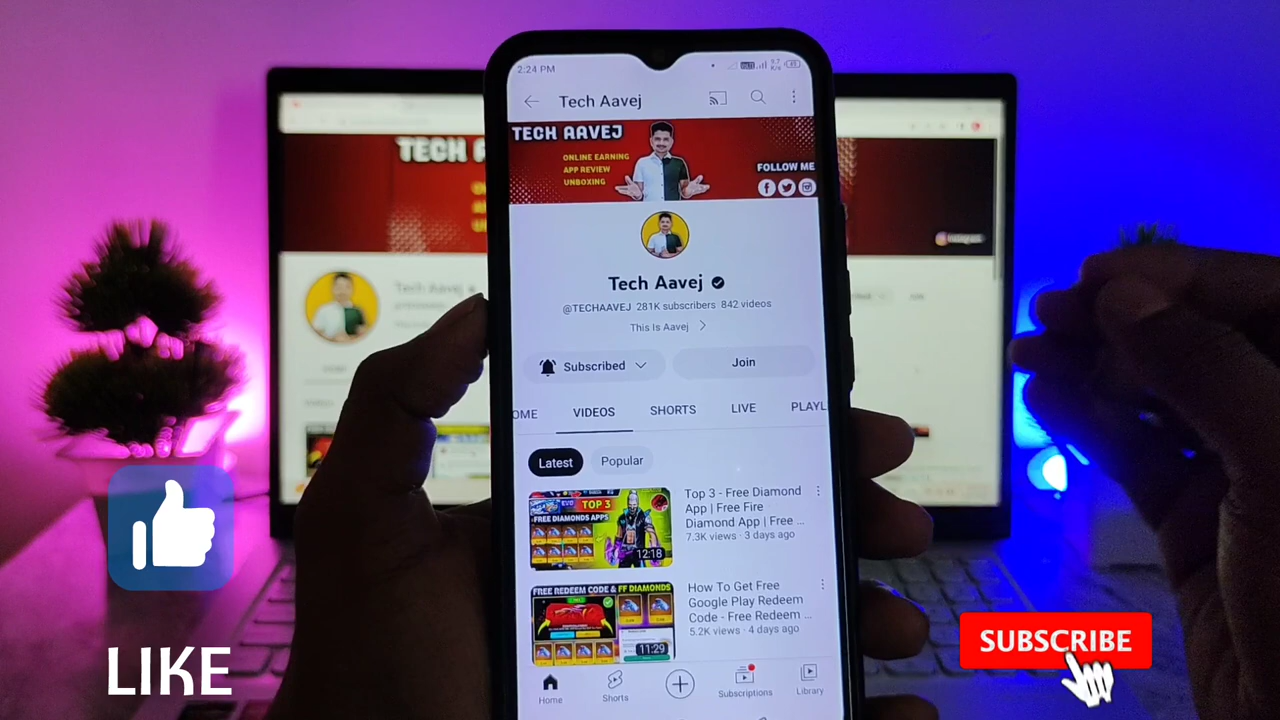 2:24 PM
Tech Aavej
TECH AAVEJ
ONLINE EARNING
APP REVIEW
UNBOXING
FOLLOW ME
Tech Aavej
@TECHAAVEJ 281K subscribers 842 videos
This Is Aavej
Subscribed
Join
OME
VIDEOS
SHORTS
LIVE
PLAYL
Latest
Popular
TOP 3
FREE DIAMONDS APPS
12:18
Top 3 - Free Diamond
App | Free Fire
Diamond App | Free ...
7.3K views · 3 days ago
FREE REDEEM CODE & FF DIAMONDS
11:29
How To Get Free
Google Play Redeem
Code - Free Redeem ...
5.2K views · 4 days ago
Home
Shorts
Subscriptions
Library
TECH
Tech Aavej
Instagram
LIKE
SUBSCRIBE